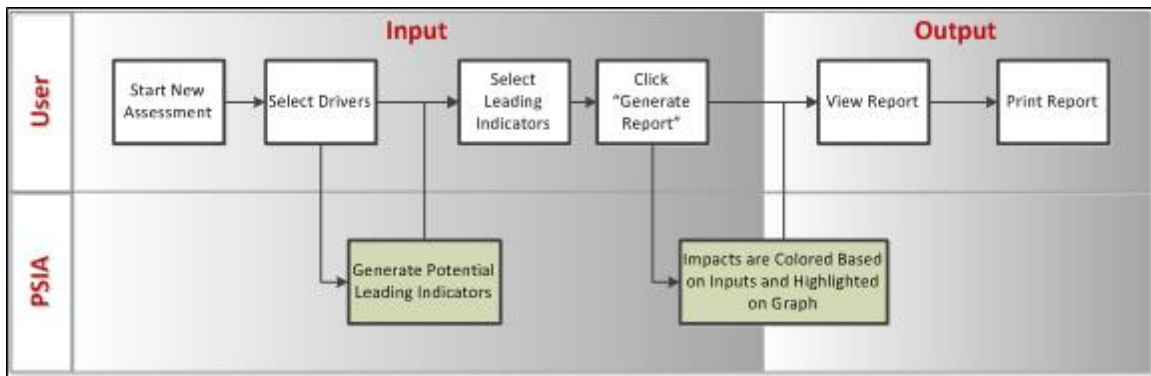 Input
Output
User
Start New
Assessment
Select Drivers
Select
Leading
Indicators
Click
“Generate
Report”
View Report
Print Report
PSIA
Generate Potential
Leading Indicators
Impacts are Colored Based
on Inputs and Highlighted
on Graph